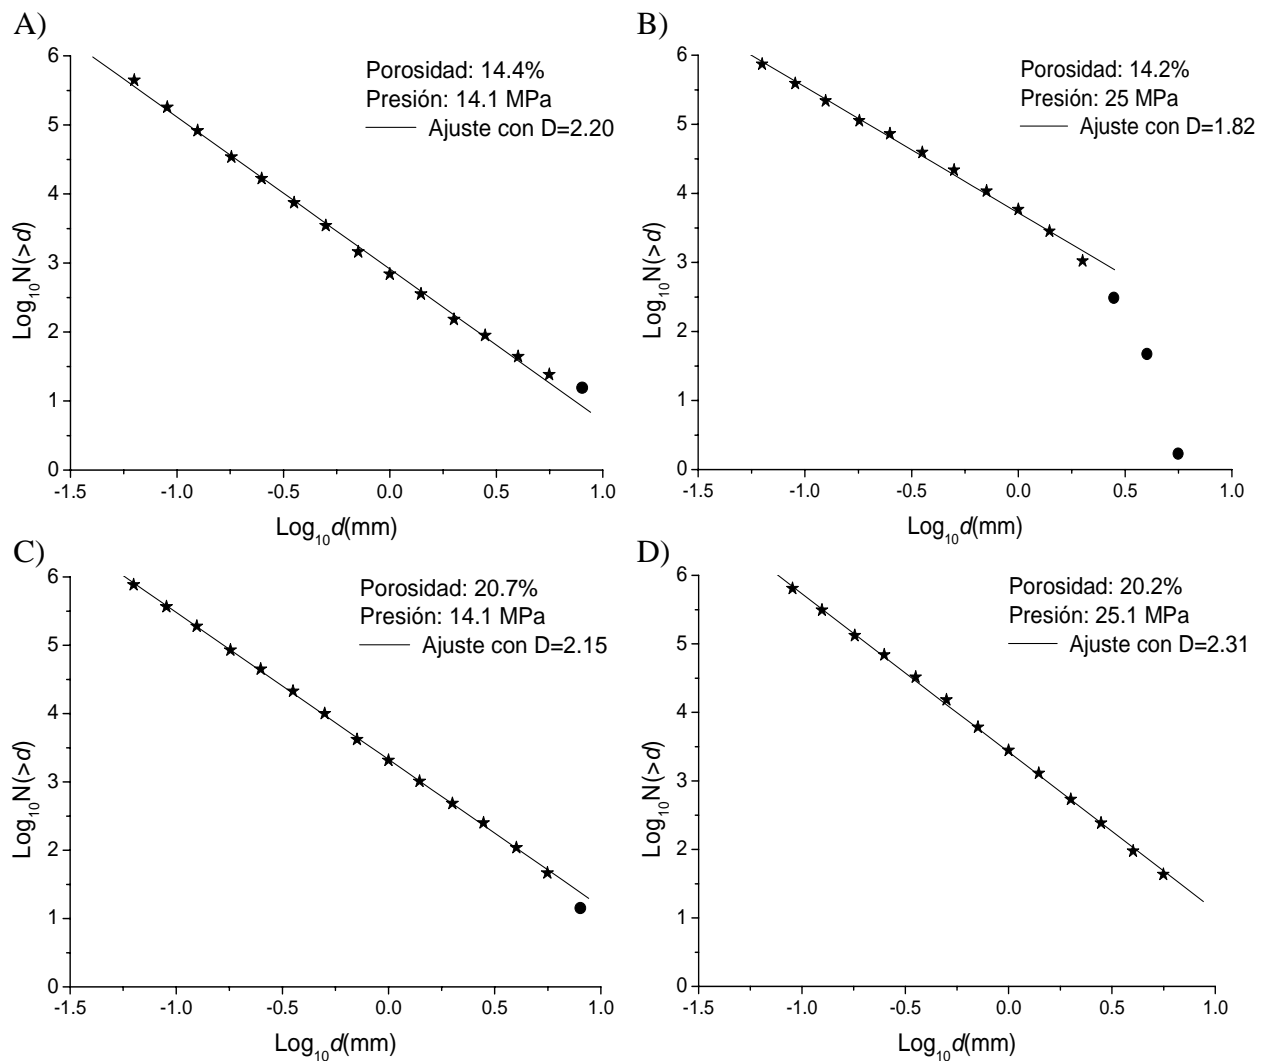 A)
Porosidad: 14.4%
Presión: 14.1 MPa
Ajuste con D=2.20
6
5
4
3
2
1
0
Log10N(>d)
-1.5 -1.0 -0.5 0.0 0.5 1.0
Log10d(mm)
B)
Porosidad: 14.2%
Presión: 25 MPa
Ajuste con D=1.82
6
5
4
3
2
1
0
Log10N(>d)
-1.5 -1.0 -0.5 0.0 0.5 1.0
Log10d(mm)
C)
Porosidad: 20.7%
Presión: 14.1 MPa
Ajuste con D=2.15
6
5
4
3
2
1
0
Log10N(>d)
-1.5 -1.0 -0.5 0.0 0.5 1.0
Log10d(mm)
D)
Porosidad: 20.2%
Presión: 25.1 MPa
Ajuste con D=2.31
6
5
4
3
2
1
0
Log10N(>d)
-1.5 -1.0 -0.5 0.0 0.5 1.0
Log10d(mm)